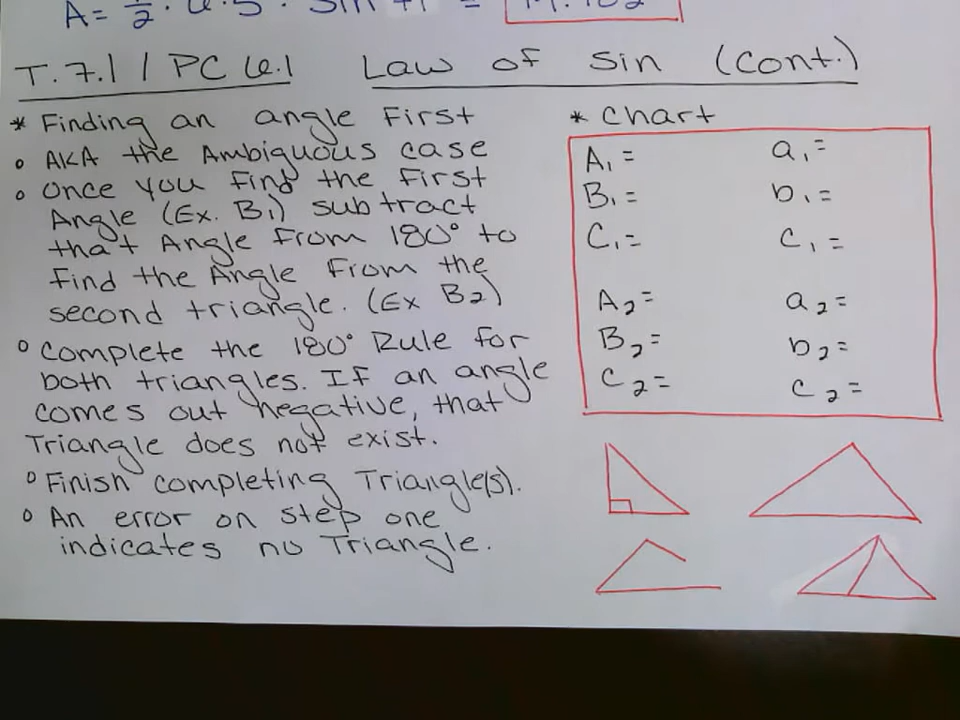 A = 1/2 ·
T.7.1 / PC 6.1 Law of Sin (cont.)
* Finding an angle First
o AKA the Ambiguous case
o Once you find the First
Angle (Ex. B1) subtract
that Angle from 180° to
find the Angle from the
second triangle. (Ex B2)
o Complete the 180° Rule for
both triangles. If an angle
comes out negative, that
Triangle does not exist.
o Finish completing Triangle(s).
o An error on step one
indicates no Triangle.
* Chart
A1 = a1 =
B1 = b1 =
C1 = c1 =
A2 = a2 =
B2 = b2 =
C2 = c2 =